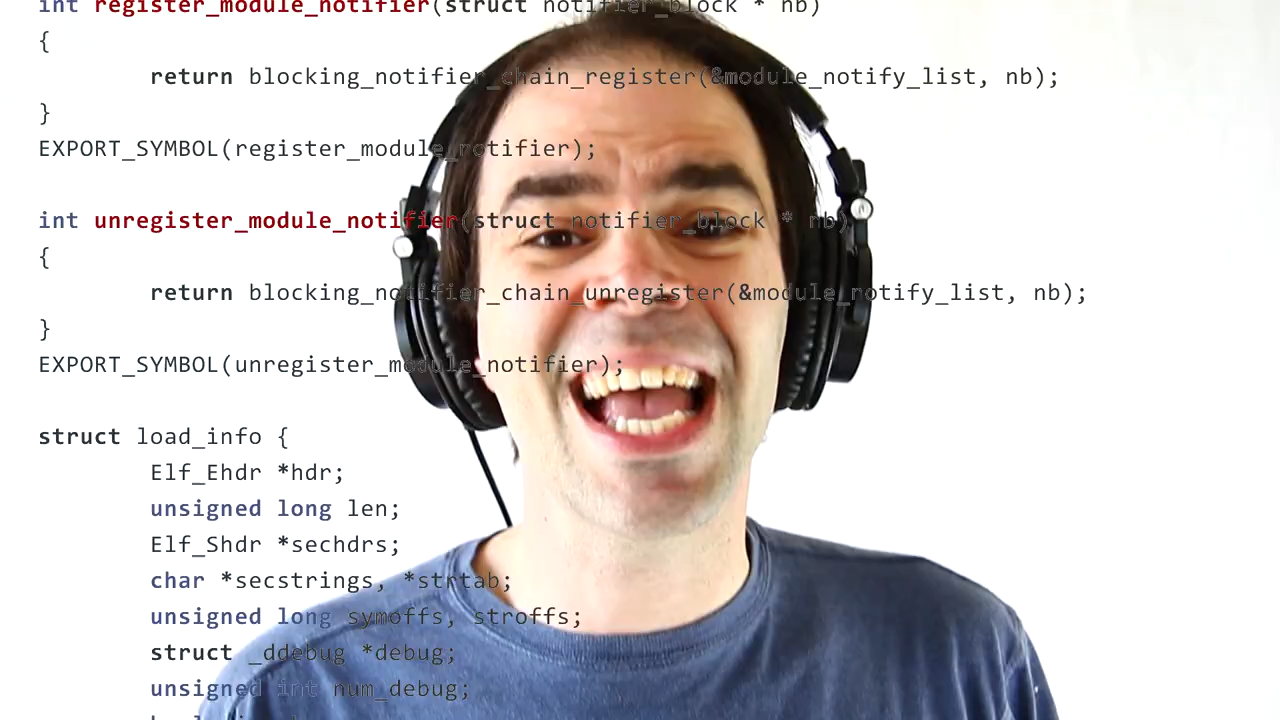 int register_module_notifier(struct notifier_block * nb)
{
return blocking_notifier_chain_register(&module_notify_list, nb);
}
EXPORT_SYMBOL(register_module_notifier);
int unregister_module_notifier(struct notifier_block * nb)
{
return blocking_notifier_chain_unregister(&module_notify_list, nb);
}
EXPORT_SYMBOL(unregister_module_notifier);
struct load_info {
Elf_Ehdr *hdr;
unsigned long len;
Elf_Shdr *sechdrs;
char *secstrings, *strtab;
unsigned long symoffs, stroffs;
struct _ddebug *debug;
unsigned int num_debug;